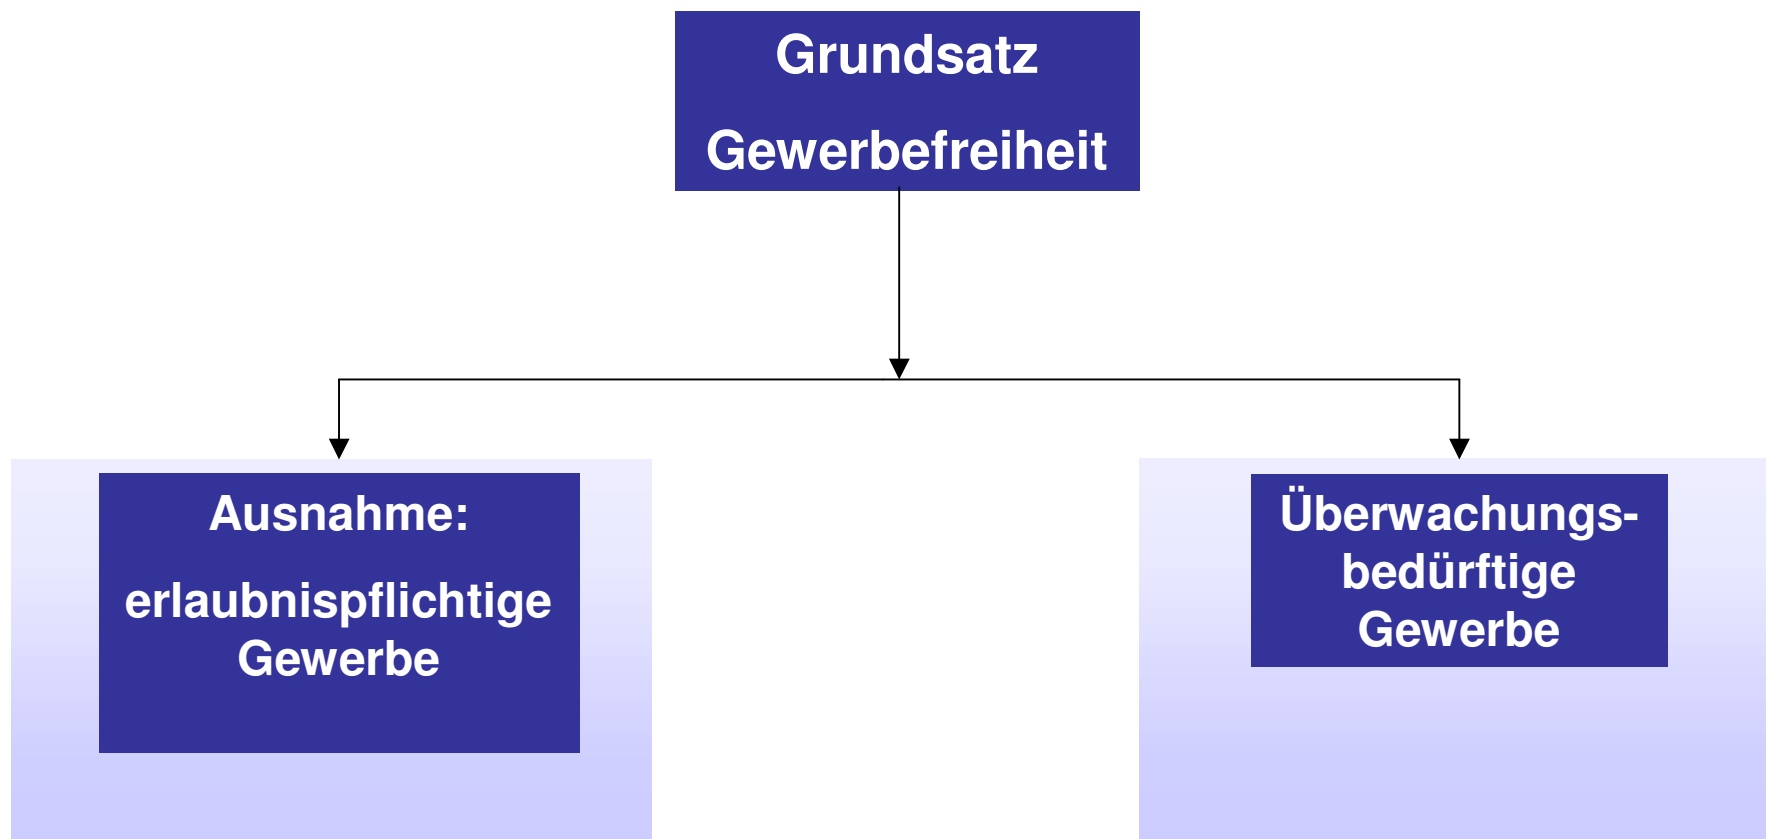 Grundsatz
Gewerbefreiheit
Ausnahme:
erlaubnispflichtige
Gewerbe
Überwachungs-
bedürftige
Gewerbe